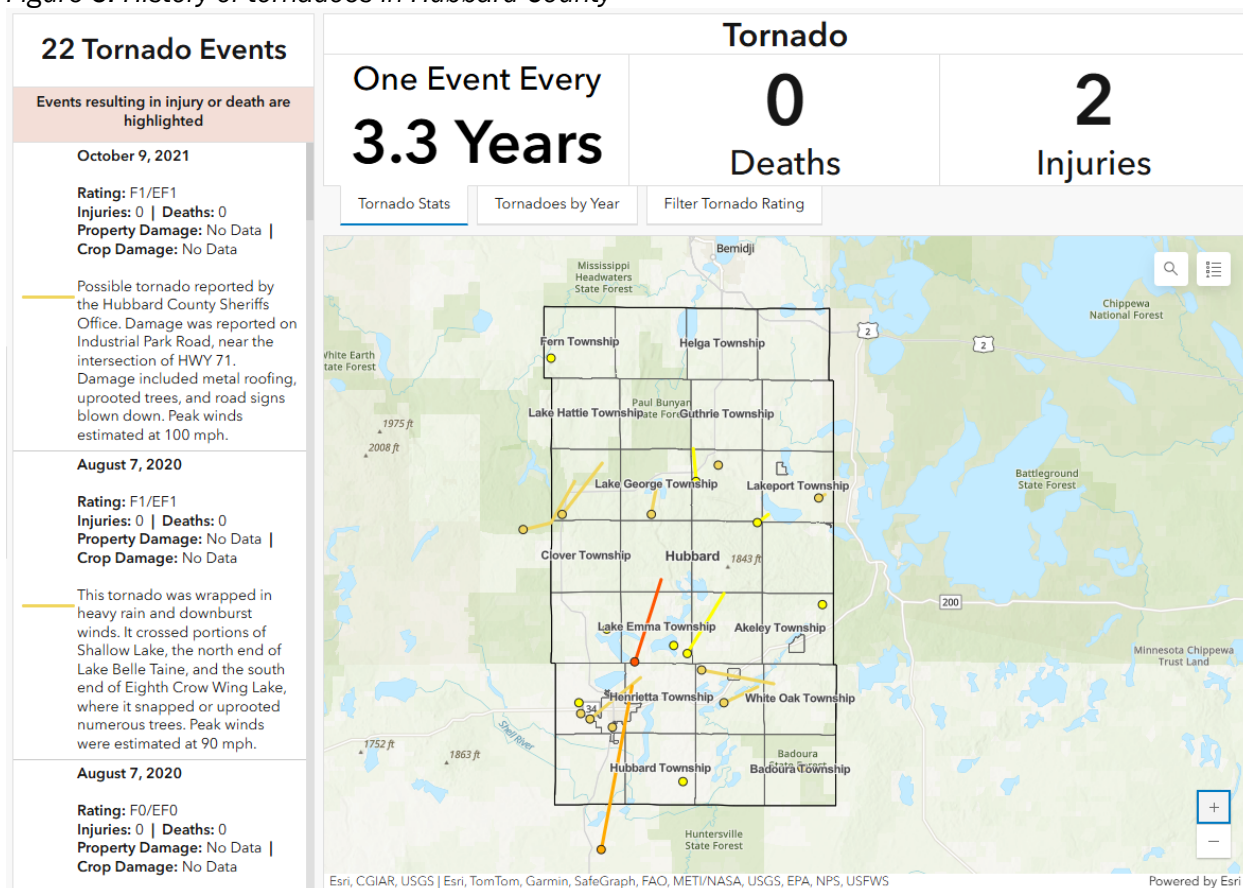 Figure 3. History of tornadoes in Hubbard County
22 Tornado Events
Events resulting in injury or death are
highlighted
October 9, 2021
Rating: F1/EF1
Injuries: 0 | Deaths: 0
Property Damage: No Data |
Crop Damage: No Data
Possible tornado reported by
the Hubbard County Sheriffs
Office. Damage was reported on
Industrial Park Road, near the
intersection of HWY 71.
Damage included metal roofing,
uprooted trees, and road signs
blown down. Peak winds
estimated at 100 mph.
August 7, 2020
Rating: F1/EF1
Injuries: 0 | Deaths: 0
Property Damage: No Data |
Crop Damage: No Data
This tornado was wrapped in
heavy rain and downburst
winds. It crossed portions of
Shallow Lake, the north end of
Lake Belle Taine, and the south
end of Eighth Crow Wing Lake,
where it snapped or uprooted
numerous trees. Peak winds
were estimated at 90 mph.
August 7, 2020
Rating: F0/EF0
Injuries: 0 | Deaths: 0
Property Damage: No Data |
Crop Damage: No Data
Tornado
One Event Every
3.3 Years
0
Deaths
2
Injuries
Tornado Stats
Tornadoes by Year
Filter Tornado Rating
Bemidji
Mississippi
Headwaters
State Forest
Chippewa
National Forest
2
2
Fern Township
Helga Township
White Earth
State Forest
Paul Bunyan
State Forest
Lake Hattie Township
Guthrie Township
1975 ft
2008 ft
Battleground
State Forest
Lake George Township
Lakeport Township
Clover Township
Hubbard
1843 ft
200
Lake Emma Township
Akeley Township
Minnesota Chippewa
Trust Land
Henrietta Township
White Oak Township
34
Shell River
1752 ft
1863 ft
Badoura
State Forest
Hubbard Township
Badoura Township
Huntersville
State Forest
+
−
Esri, CGIAR, USGS | Esri, TomTom, Garmin, SafeGraph, FAO, METI/NASA, USGS, EPA, NPS, USFWS
Powered by Esri